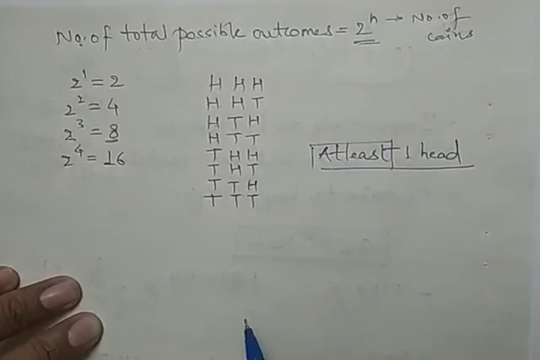 No. of total possible outcomes = 2^n → No. of coins
2^1 = 2
2^2 = 4
2^3 = 8
2^4 = 16
H H H
H H T
H T H
H T T
T H H
T H T
T T H
T T T
Atleast 1 head